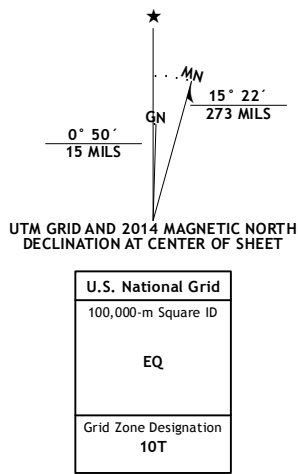 ★
MN
GN
15° 22´
273 MILS
0° 50´
15 MILS
UTM GRID AND 2014 MAGNETIC NORTH
DECLINATION AT CENTER OF SHEET
U.S. National Grid
100,000-m Square ID
EQ
Grid Zone Designation
10T